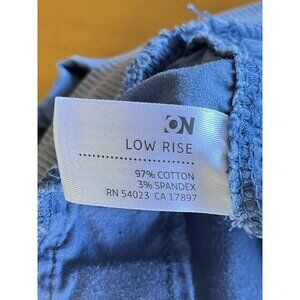 ON
LOW RISE
97% COTTON
3% SPANDEX
RN 54023 CA 17897